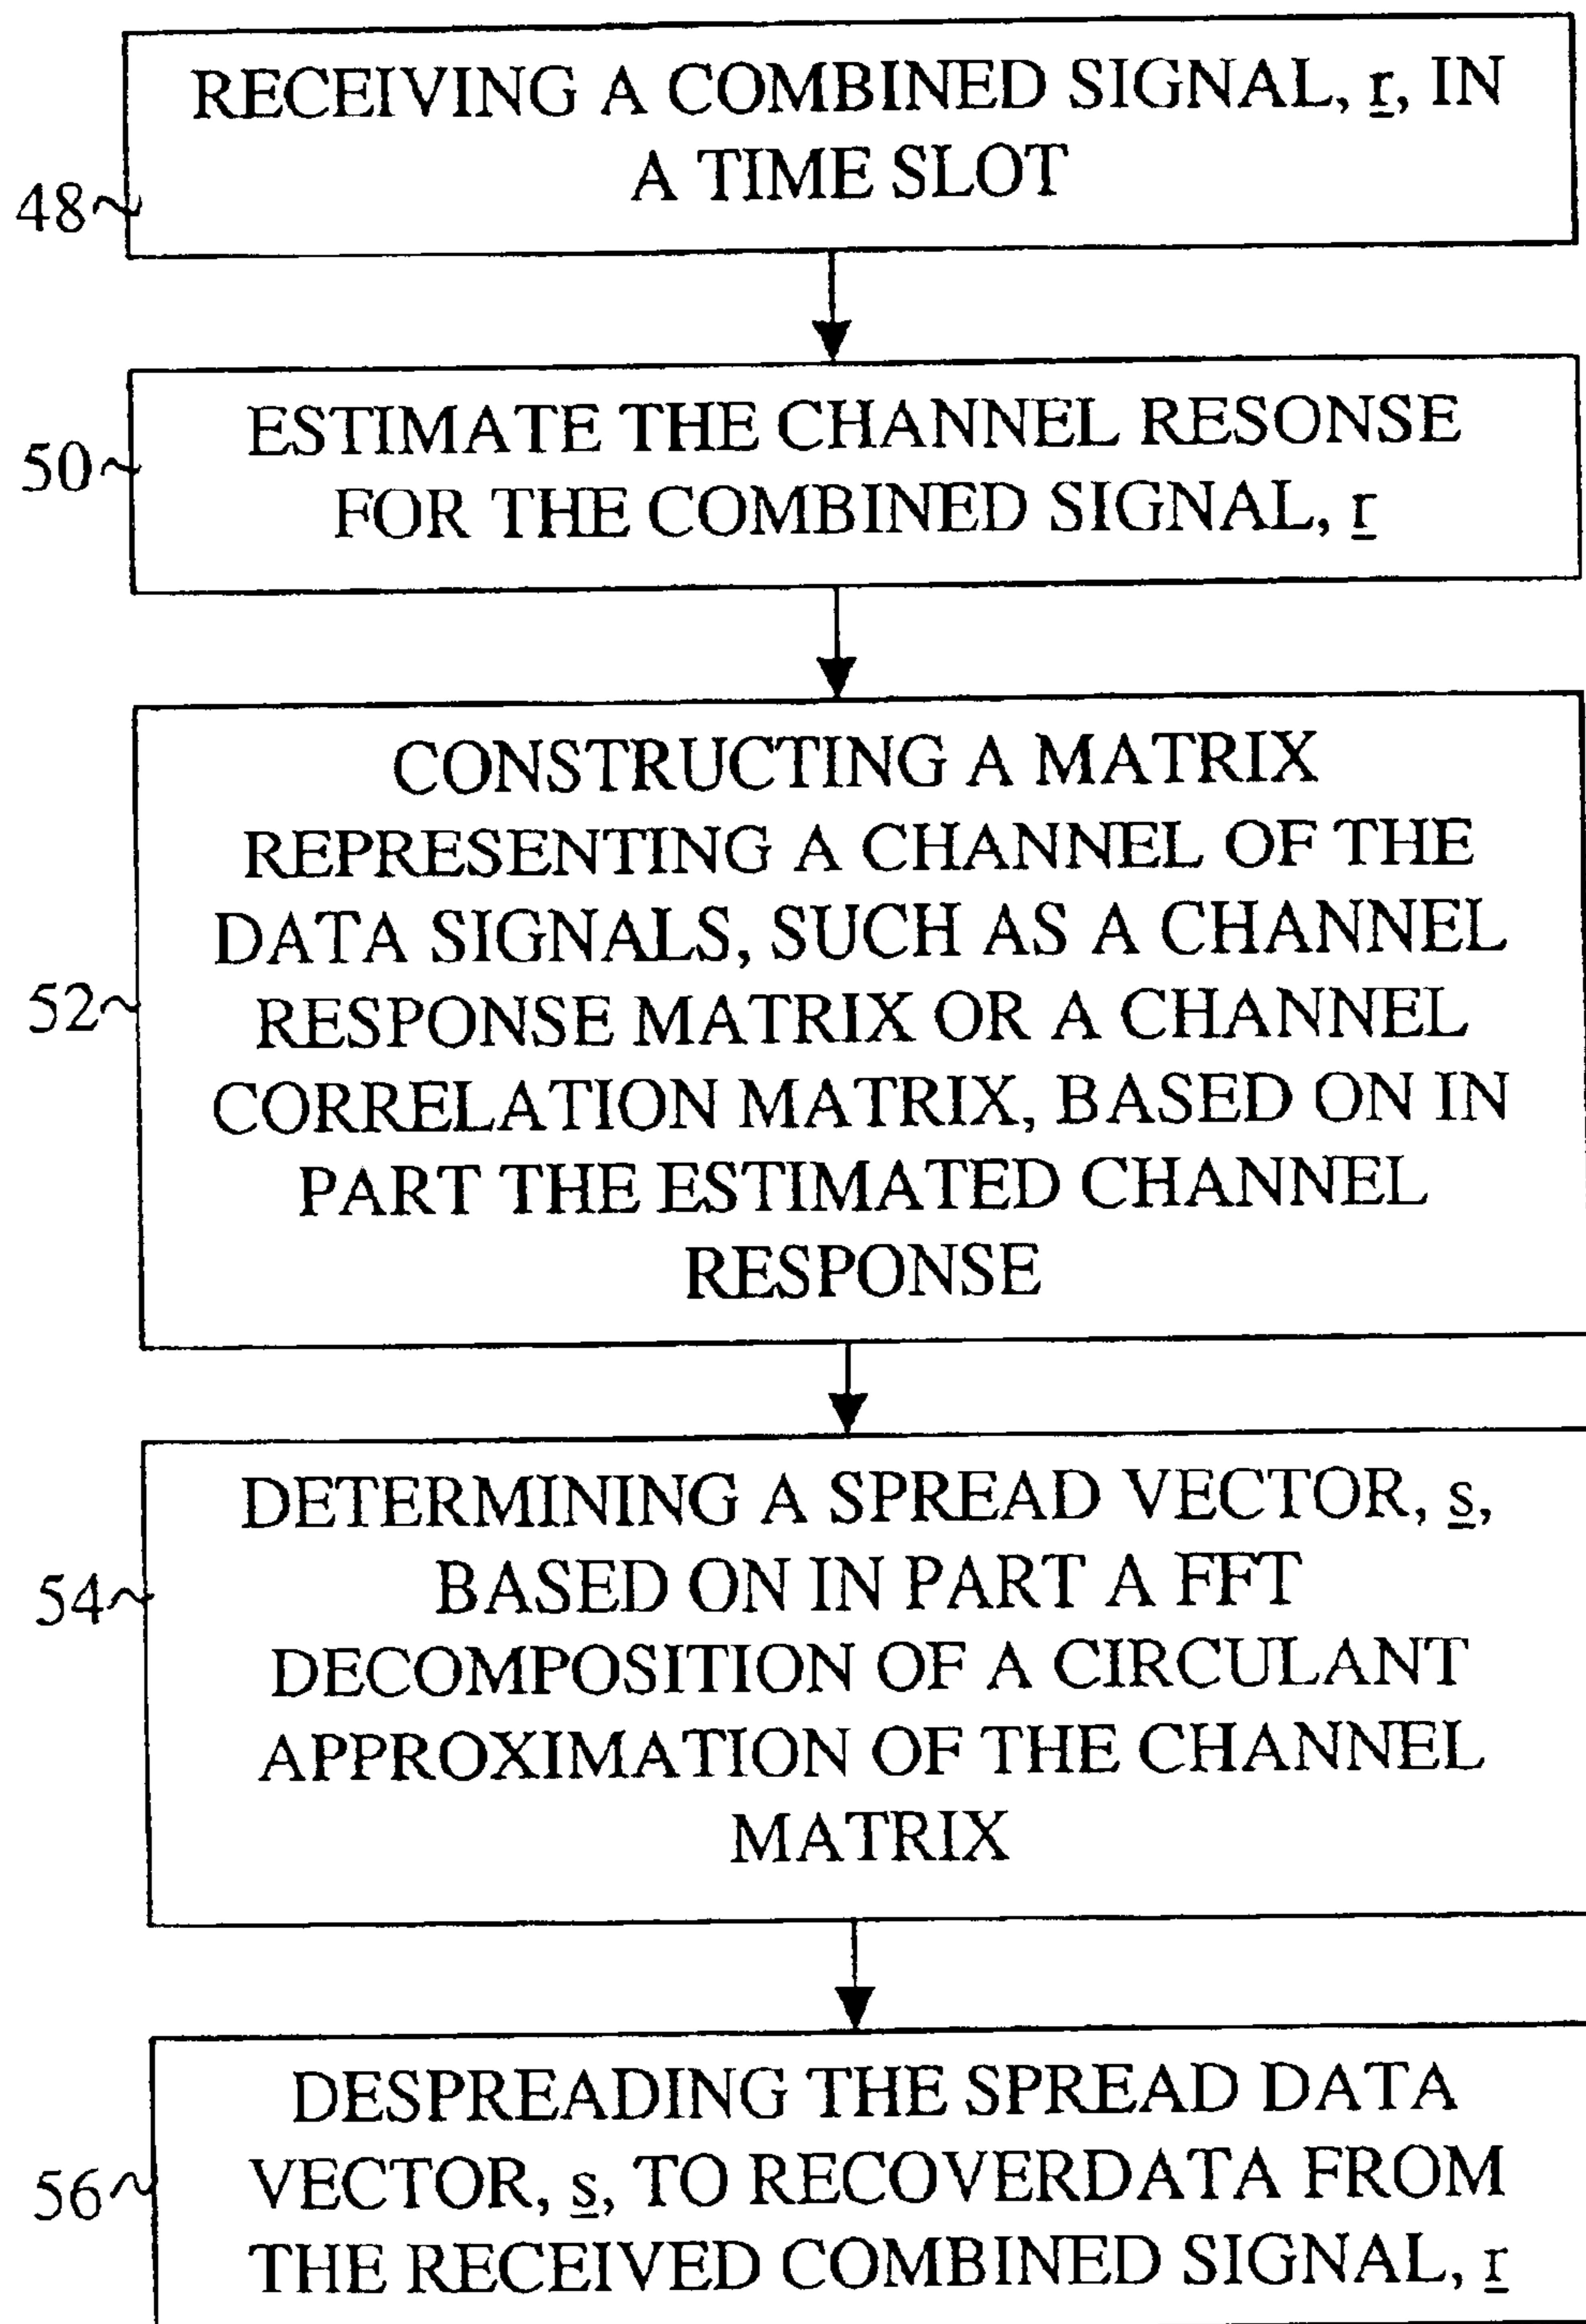 RECEIVING A COMBINED SIGNAL, r, IN
A TIME SLOT
48~
ESTIMATE THE CHANNEL RESONSE
50~
FOR THE COMBINED SIGNAL, r
CONSTRUCTING A MATRIX
REPRESENTING A CHANNEL OF THE
DATA SIGNALS, SUCH AS A CHANNEL
52~
RESPONSE MATRIX OR A CHANNEL
CORRELATION MATRIX, BASED ON IN
PART THE ESTIMATED CHANNEL
RESPONSE
DETERMINING A SPREAD VECTOR, s,
BASED ON IN PART A FFT
54~
DECOMPOSITION OF A CIRCULANT
APPROXIMATION OF THE CHANNEL
MATRIX
DESPREADING THE SPREAD DATA
56~
VECTOR, s, TO RECOVERDATA FROM
THE RECEIVED COMBINED SIGNAL, r